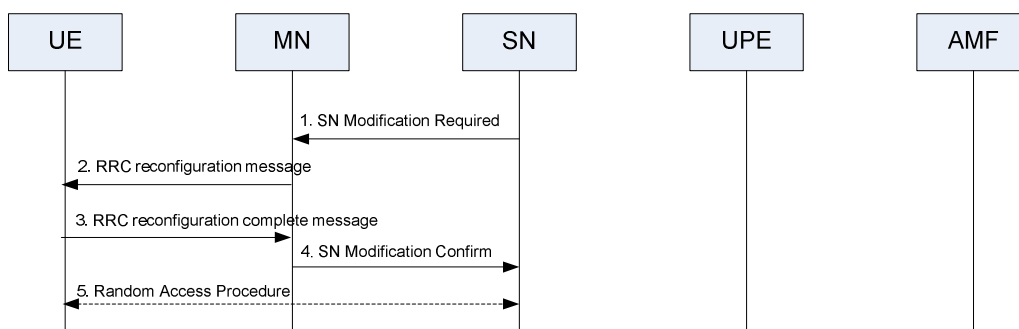 UE
MN
SN
UPE
AMF
1. SN Modification Required
2. RRC reconfiguration message
3. RRC reconfiguration complete message
4. SN Modification Confirm
5. Random Access Procedure